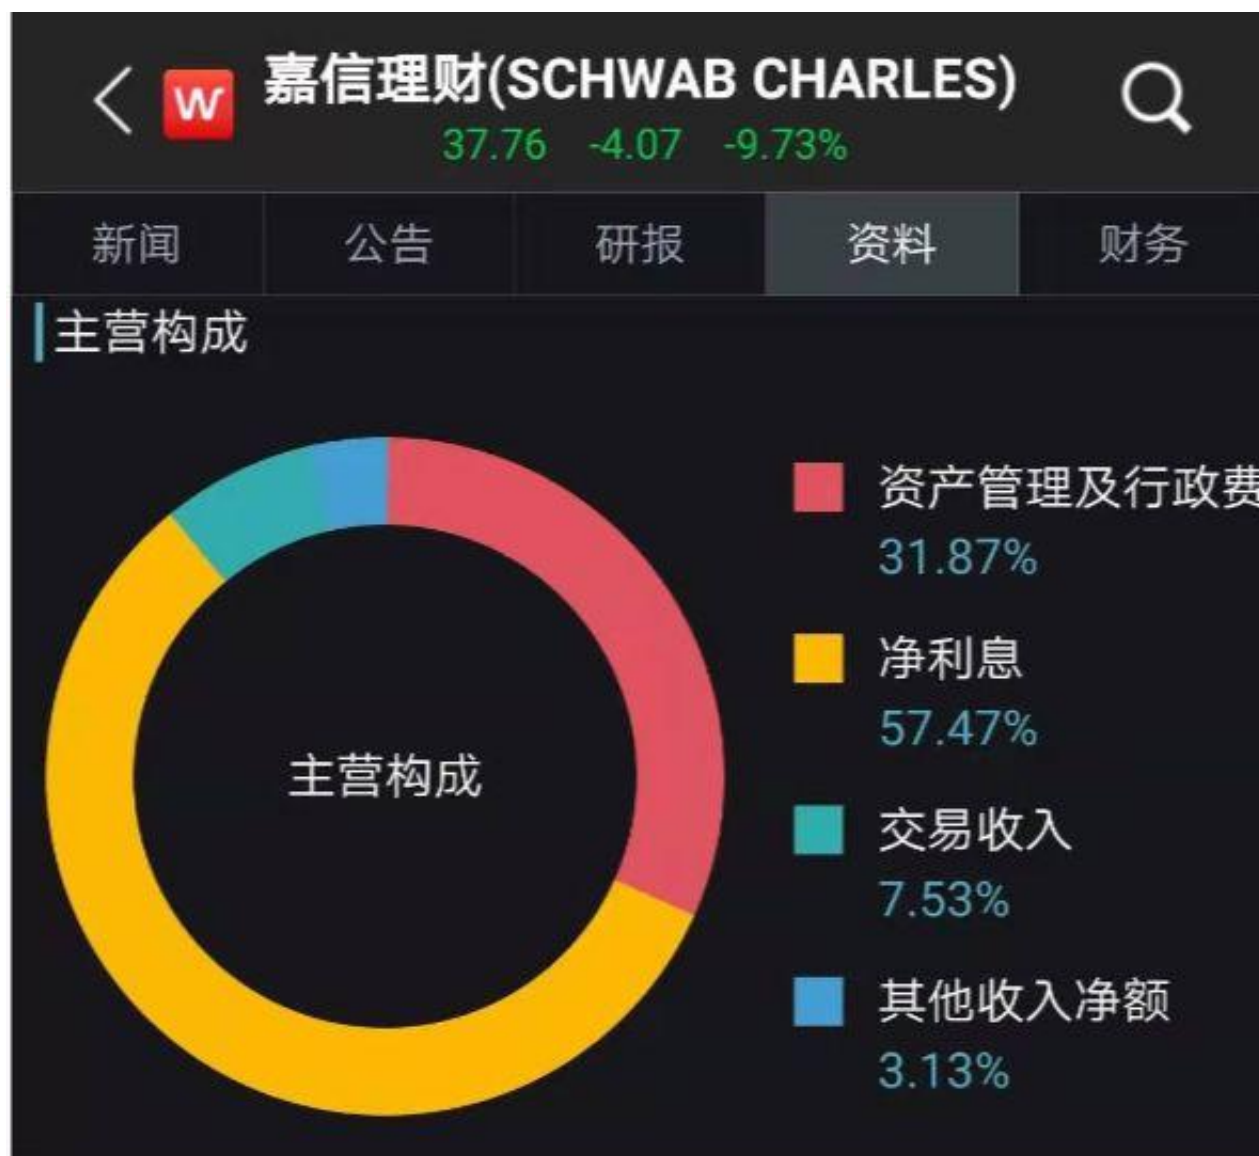 嘉信理财(SCHWAB CHARLES)
W
37.76 -4.07 -9.73%
新闻 公告 研报 资料 财务
主营构成
资产管理及行政费
31.87%
净利息
57.47%
主营构成
交易收入
7.53%
其他收入净额
3.13%